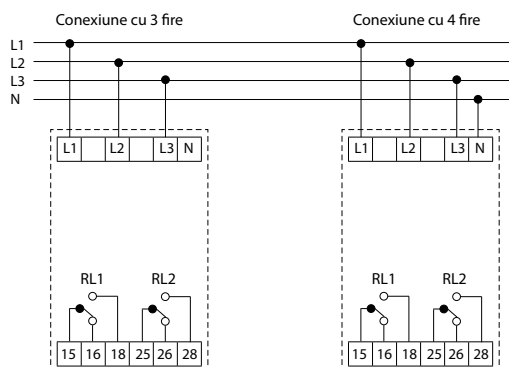 Conexiune cu 3 fire Conexiune cu 4 fire
L1
L2
L3
N
L1 L2 L3 N L1 L2 L3 N
RL1 RL2 RL1 RL2
15 16 18 25 26 28 15 16 18 25 26 28